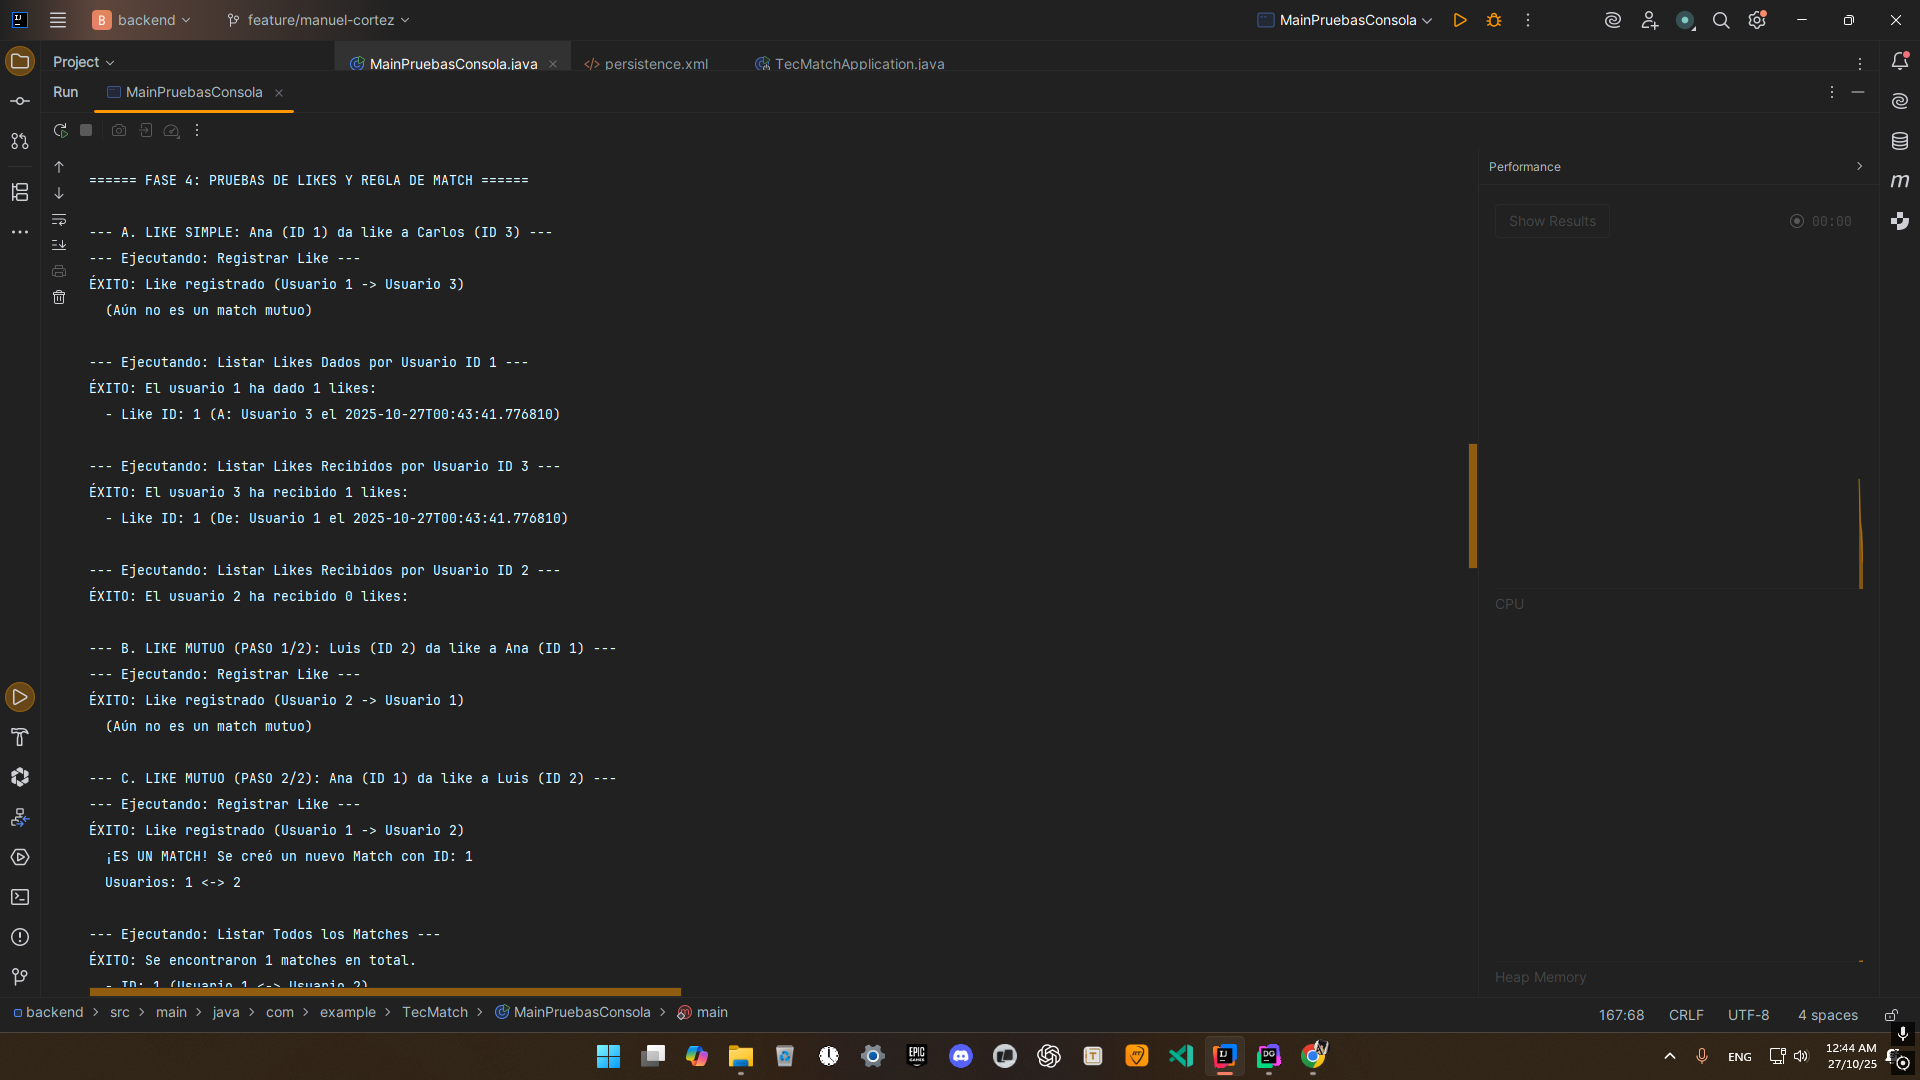 B backend feature/manuel-cortez MainPruebasConsola
Project MainPruebasConsola.java persistence.xml TecMatchApplication.java
Run MainPruebasConsola
====== FASE 4: PRUEBAS DE LIKES Y REGLA DE MATCH ======
--- A. LIKE SIMPLE: Ana (ID 1) da like a Carlos (ID 3) ---
--- Ejecutando: Registrar Like ---
ÉXITO: Like registrado (Usuario 1 -> Usuario 3)
(Aún no es un match mutuo)
--- Ejecutando: Listar Likes Dados por Usuario ID 1 ---
ÉXITO: El usuario 1 ha dado 1 likes:
- Like ID: 1 (A: Usuario 3 el 2025-10-27T00:43:41.776810)
--- Ejecutando: Listar Likes Recibidos por Usuario ID 3 ---
ÉXITO: El usuario 3 ha recibido 1 likes:
- Like ID: 1 (De: Usuario 1 el 2025-10-27T00:43:41.776810)
--- Ejecutando: Listar Likes Recibidos por Usuario ID 2 ---
ÉXITO: El usuario 2 ha recibido 0 likes:
--- B. LIKE MUTUO (PASO 1/2): Luis (ID 2) da like a Ana (ID 1) ---
--- Ejecutando: Registrar Like ---
ÉXITO: Like registrado (Usuario 2 -> Usuario 1)
(Aún no es un match mutuo)
--- C. LIKE MUTUO (PASO 2/2): Ana (ID 1) da like a Luis (ID 2) ---
--- Ejecutando: Registrar Like ---
ÉXITO: Like registrado (Usuario 1 -> Usuario 2)
¡ES UN MATCH! Se creó un nuevo Match con ID: 1
Usuarios: 1 <-> 2
--- Ejecutando: Listar Todos los Matches ---
ÉXITO: Se encontraron 1 matches en total.
- ID: 1 (Usuario 1 <-> Usuario 2)
Performance
Show Results 00:00
CPU
Heap Memory
backend > src > main > java > com > example > TecMatch > MainPruebasConsola > main
167:68 CRLF UTF-8 4 spaces
ENG
12:44 AM
27/10/25